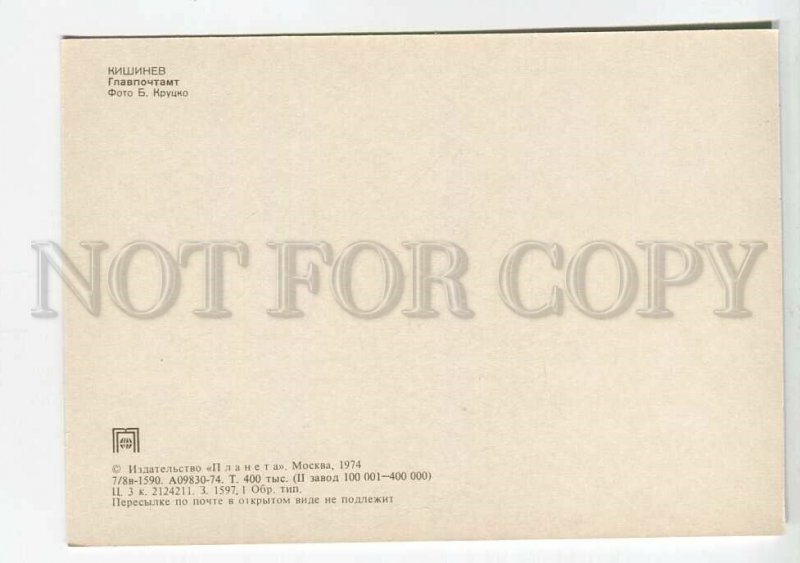 КИШИНЕВ
Главпочтамт
Фото Б. Круцко
NOT FOR COPY
© Издательство «Планета». Москва, 1974
7/8в-1590. А09830-74. Т. 400 тыс. (II завод 100 001—400 000)
Ц. 3 к. 2124211. З. 1597, 1 Обр. тип.
Пересылке по почте в открытом виде не подлежит